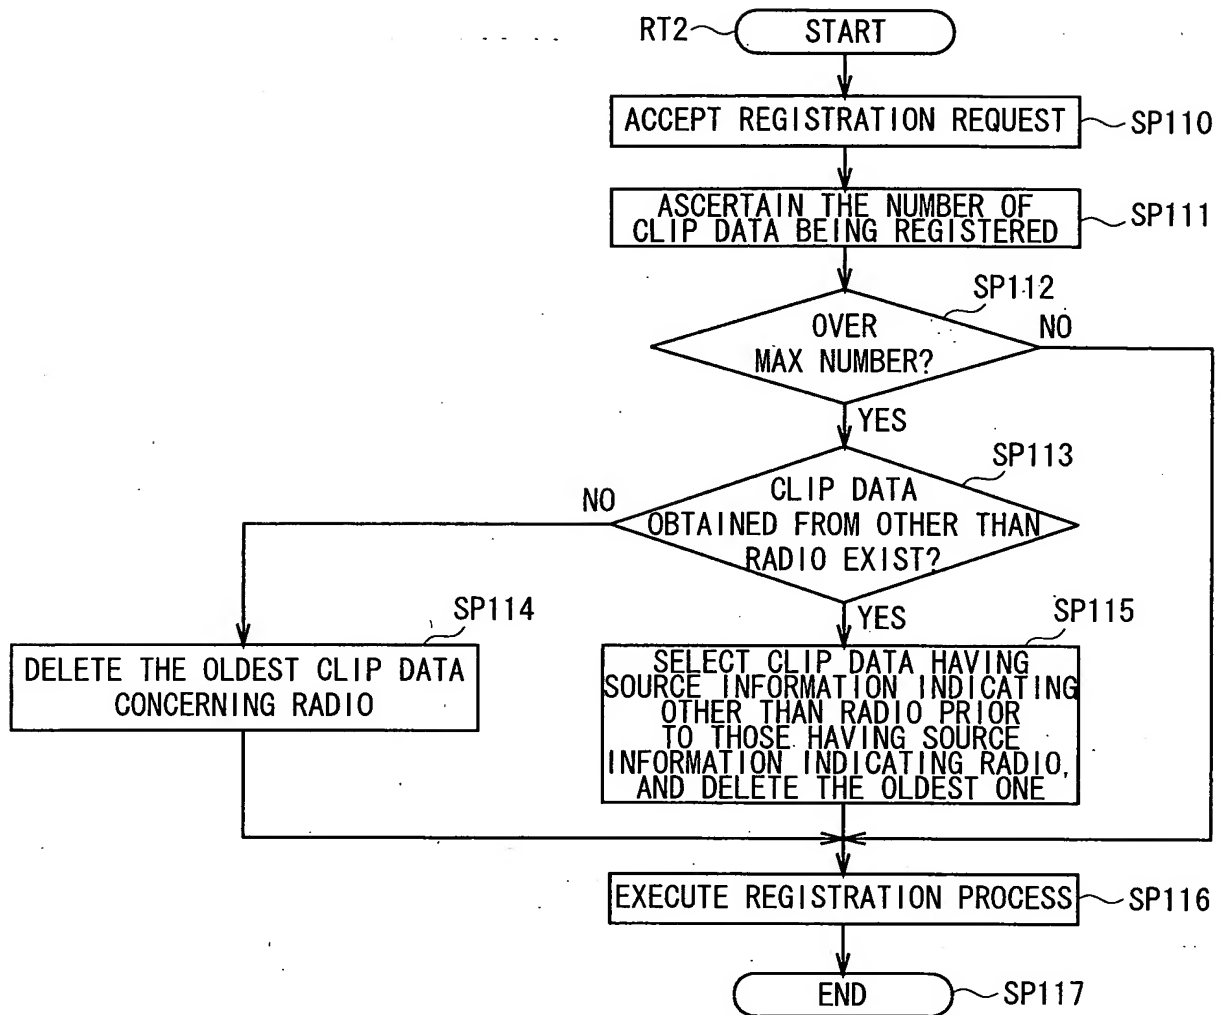 RT2
START
ACCEPT REGISTRATION REQUEST
SP110
ASCERTAIN THE NUMBER OF
CLIP DATA BEING REGISTERED
SP111
SP112
OVER
MAX NUMBER?
NO
YES
SP113
CLIP DATA
OBTAINED FROM OTHER THAN
RADIO EXIST?
NO
YES
SP114
DELETE THE OLDEST CLIP DATA
CONCERNING RADIO
SP115
SELECT CLIP DATA HAVING
SOURCE INFORMATION INDICATING
OTHER THAN RADIO PRIOR
TO THOSE HAVING SOURCE
INFORMATION INDICATING RADIO,
AND DELETE THE OLDEST ONE
EXECUTE REGISTRATION PROCESS
SP116
END
SP117